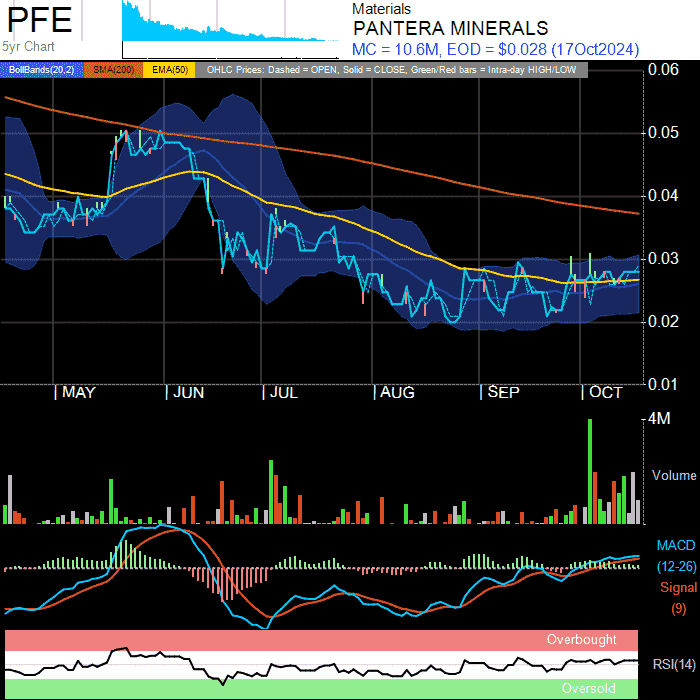 PFE
5yr Chart
Materials
PANTERA MINERALS
MC = 10.6M, EOD = $0.028 (17Oct2024)
BollBands(20,2) SMA(200) EMA(50) OHLC Prices: Dashed = OPEN, Solid = CLOSE, Green/Red bars = Intra-day HIGH/LOW
0.06
0.05
0.04
0.03
0.02
0.01
| MAY | JUN | JUL | AUG | SEP | OCT
4M
Volume
MACD
(12-26)
Signal
(9)
Overbought
RSI(14)
Oversold